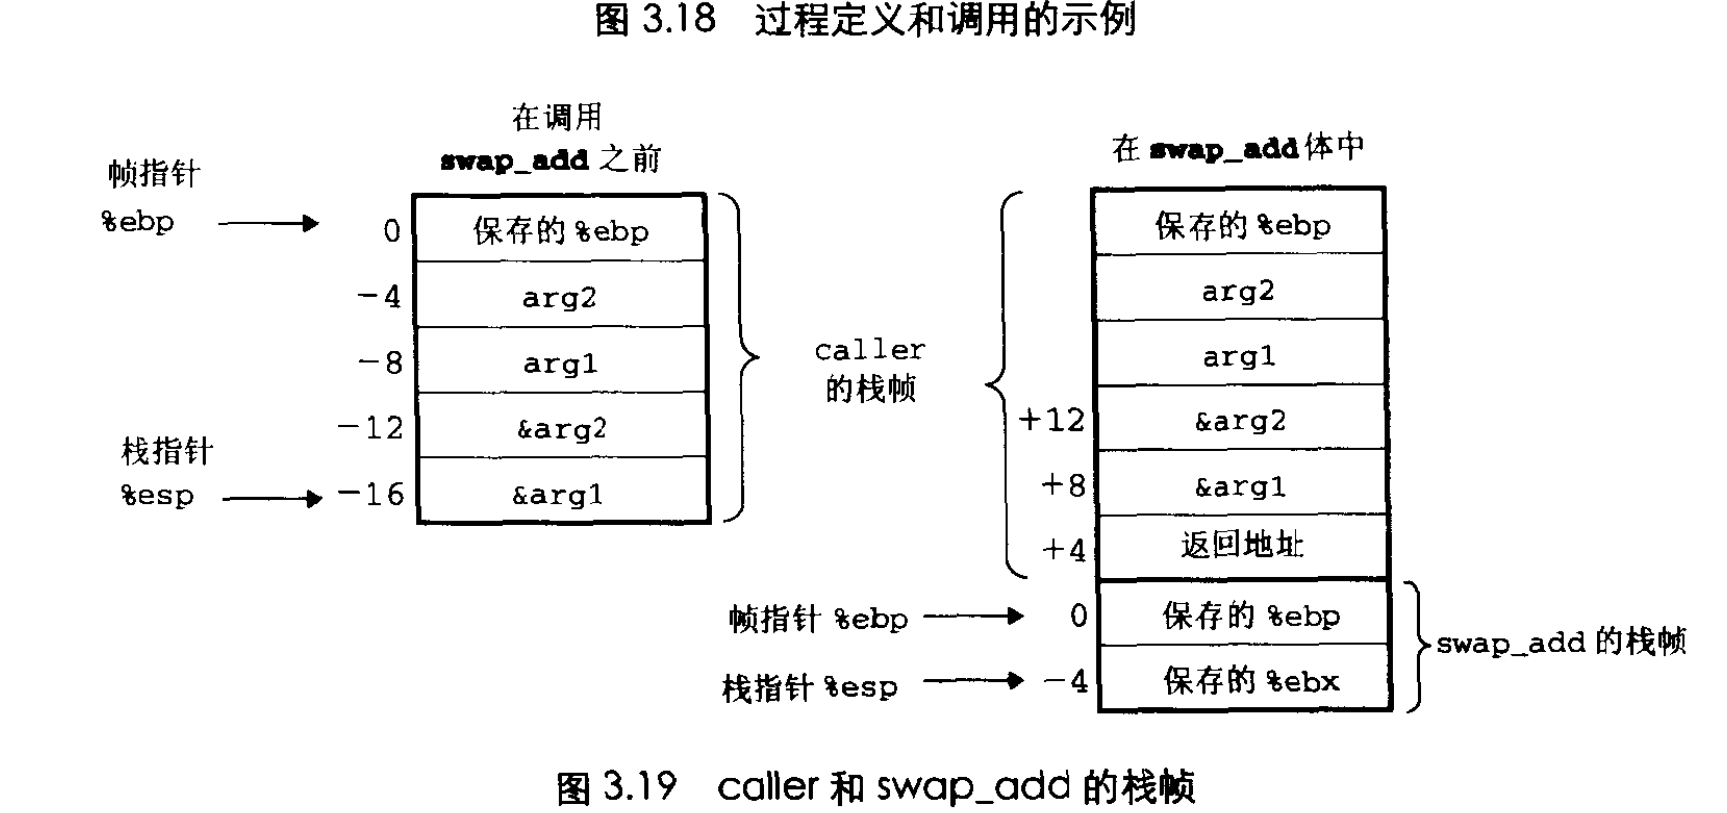 图 3.18 过程定义和调用的示例
在调用
swap_add 之前
帧指针
%ebp
0
保存的 %ebp
-4
arg2
-8
arg1
-12
&arg2
栈指针
%esp
-16
&arg1
caller
的栈帧
在 swap_add 体中
保存的 %ebp
arg2
arg1
+12
&arg2
+8
&arg1
+4
返回地址
帧指针 %ebp
0
保存的 %ebp
栈指针 %esp
-4
保存的 %ebx
swap_add 的栈帧
图 3.19 caller 和 swap_add 的栈帧